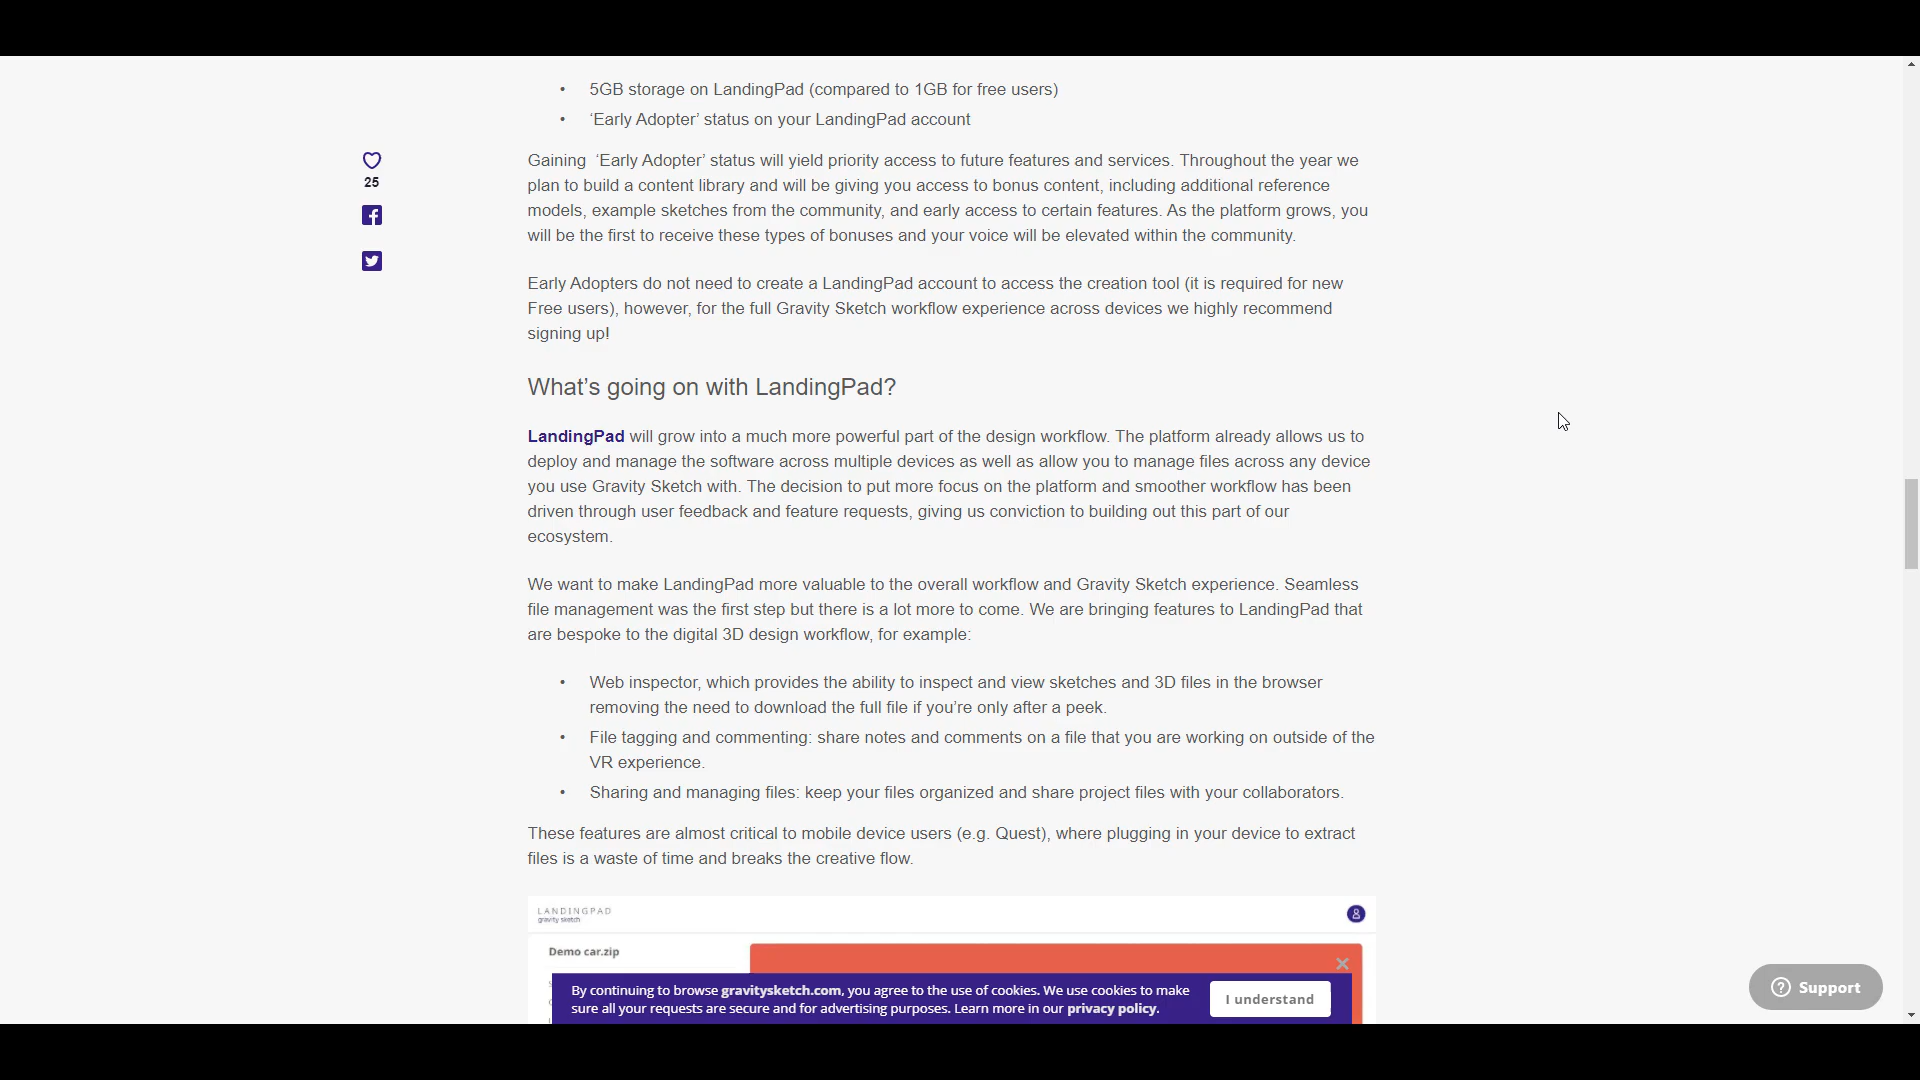 • 5GB storage on LandingPad (compared to 1GB for free users)
• ‘Early Adopter’ status on your LandingPad account
Gaining ‘Early Adopter’ status will yield priority access to future features and services. Throughout the year we
plan to build a content library and will be giving you access to bonus content, including additional reference
models, example sketches from the community, and early access to certain features. As the platform grows, you
will be the first to receive these types of bonuses and your voice will be elevated within the community.
25
Early Adopters do not need to create a LandingPad account to access the creation tool (it is required for new
Free users), however, for the full Gravity Sketch workflow experience across devices we highly recommend
signing up!
What’s going on with LandingPad?
LandingPad will grow into a much more powerful part of the design workflow. The platform already allows us to
deploy and manage the software across multiple devices as well as allow you to manage files across any device
you use Gravity Sketch with. The decision to put more focus on the platform and smoother workflow has been
driven through user feedback and feature requests, giving us conviction to building out this part of our
ecosystem.
We want to make LandingPad more valuable to the overall workflow and Gravity Sketch experience. Seamless
file management was the first step but there is a lot more to come. We are bringing features to LandingPad that
are bespoke to the digital 3D design workflow, for example:
• Web inspector, which provides the ability to inspect and view sketches and 3D files in the browser
removing the need to download the full file if you’re only after a peek.
• File tagging and commenting: share notes and comments on a file that you are working on outside of the
VR experience.
• Sharing and managing files: keep your files organized and share project files with your collaborators.
These features are almost critical to mobile device users (e.g. Quest), where plugging in your device to extract
files is a waste of time and breaks the creative flow.
LANDINGPAD
gravity sketch
Demo car.zip
By continuing to browse gravitysketch.com, you agree to the use of cookies. We use cookies to make
sure all your requests are secure and for advertising purposes. Learn more in our privacy policy.
I understand
Support